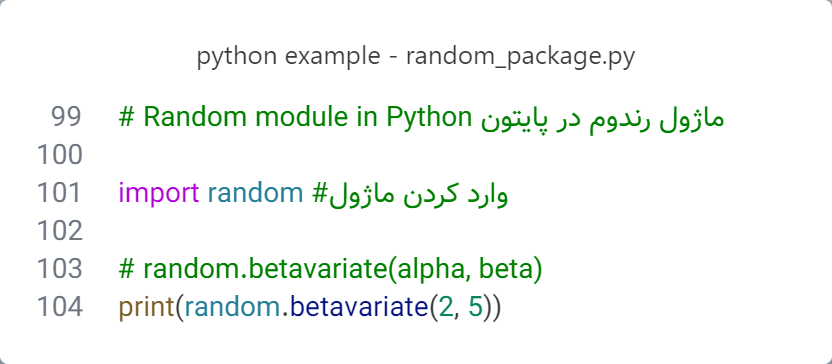 python example - random_package.py
99 # Random module in Python ماژول رندوم در پایتون
100
101 import random #وارد کردن ماژول
102
103 # random.betavariate(alpha, beta)
104 print(random.betavariate(2, 5))